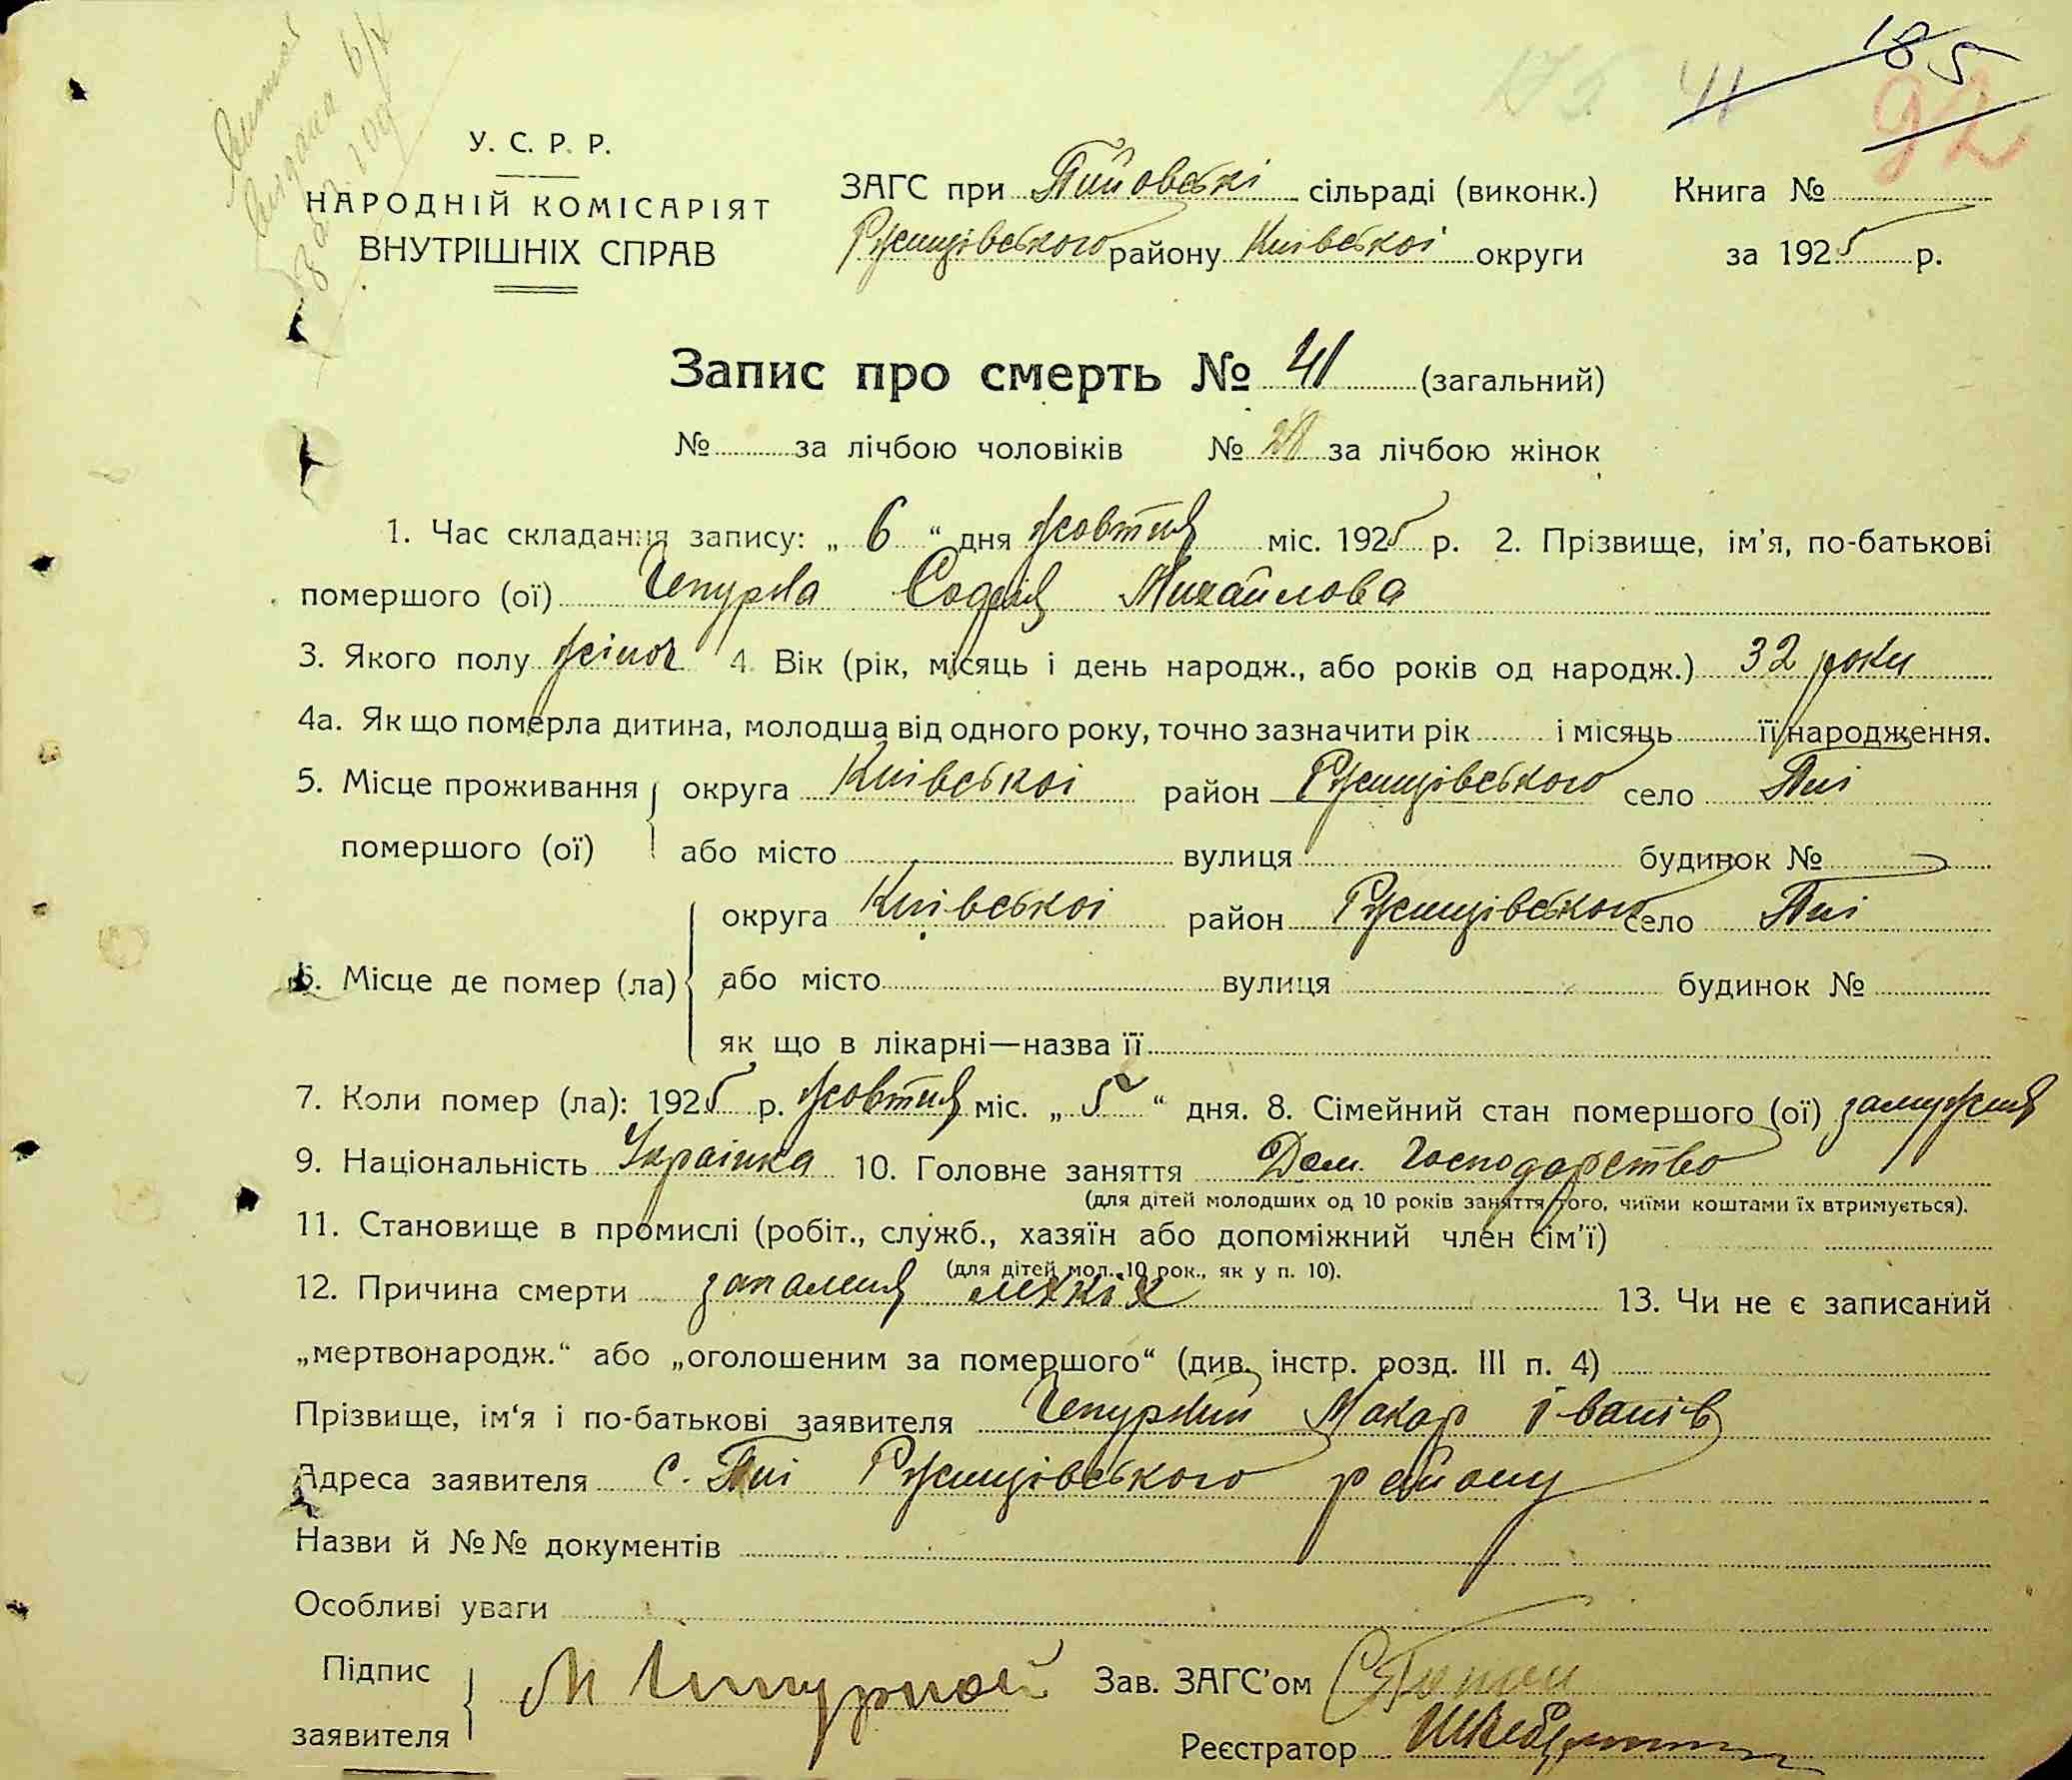 185
175 41 92
У. С. Р. Р.
НАРОДНІЙ КОМІСАРІЯТ
ВНУТРІШНІХ СПРАВ
ЗАГС при Пийовські сільраді (виконк.) Книга №
Ржищівського району Київської округи за 1925 р.
Запис про смерть № 41 (загальний)
№ за лічбою чоловіків № за лічбою жінок
1. Час складання запису: „ 6 “ дня жовтня міс. 1925 р. 2. Прізвище, ім'я, по-батькові
помершого (ої) Чепурна Софія Михайлова
3. Якого полу жіноч 4. Вік (рік, місяць і день народж., або років од народж.) 32 роки
4а. Як що померла дитина, молодша від одного року, точно зазначити рік і місяць її народження.
5. Місце проживання округа Київської район Ржищівського село Пії
помершого (ої) або місто вулиця будинок №
округа Київської район Ржищівського село Пії
6. Місце де помер (ла) або місто вулиця будинок №
як що в лікарні—назва її
7. Коли помер (ла): 1925 р. жовтня міс. „ 5 “ дня. 8. Сімейний стан помершого (ої) замужня
9. Національність Українка 10. Головне заняття Дом. Господарство
(для дітей молодших од 10 років заняття того, чиїми коштами їх втримується).
11. Становище в промислі (робіт., служб., хазяїн або допоміжний член сім'ї)
(для дітей мол. 10 рок., як у п. 10).
12. Причина смерти запалення легких 13. Чи не є записаний
„мертвонародж.“ або „оголошеним за помершого“ (див. інстр. розд. III п. 4)
Прізвище, ім'я і по-батькові заявителя Чепурний Макар Іванів
Адреса заявителя с. Пії Ржищівського району
Назви й №№ документів
Особливі уваги
Підпис
заявителя М Чепурной Зав. ЗАГС'ом
Реєстратор